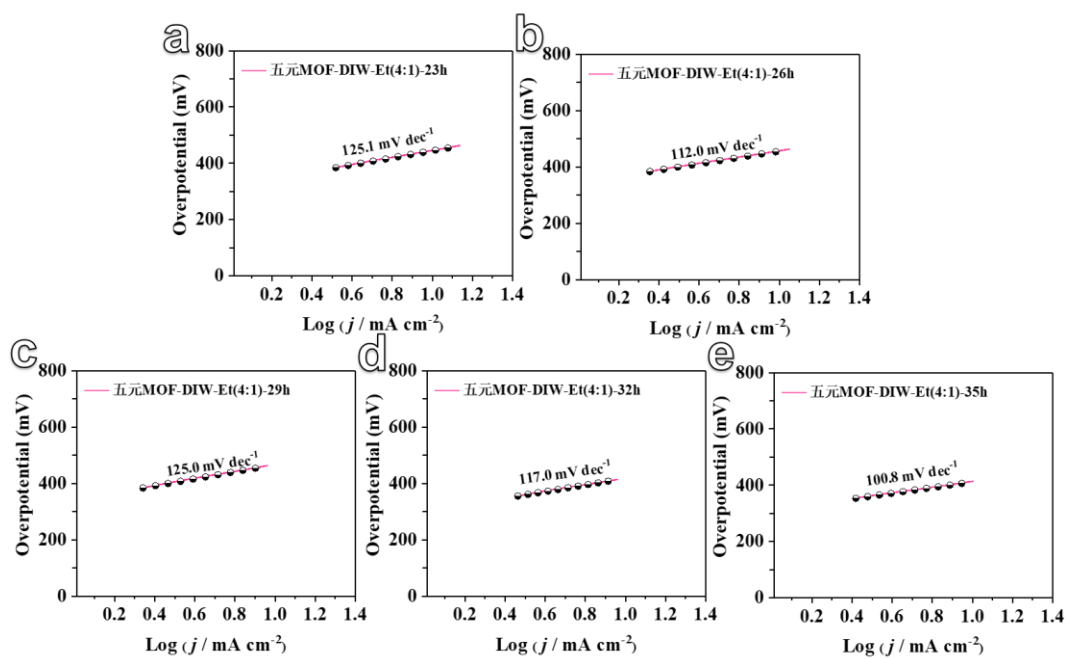 a
五元MOF-DIW-Et(4:1)-23h
125.1 mV dec⁻¹
Overpotential (mV)
800
600
400
200
0
0.2 0.4 0.6 0.8 1.0 1.2 1.4
Log (j / mA cm⁻²)
b
五元MOF-DIW-Et(4:1)-26h
112.0 mV dec⁻¹
Overpotential (mV)
800
600
400
200
0
0.2 0.4 0.6 0.8 1.0 1.2 1.4
Log (j / mA cm⁻²)
c
五元MOF-DIW-Et(4:1)-29h
125.0 mV dec⁻¹
Overpotential (mV)
800
600
400
200
0
0.2 0.4 0.6 0.8 1.0 1.2 1.4
Log (j / mA cm⁻²)
d
五元MOF-DIW-Et(4:1)-32h
117.0 mV dec⁻¹
Overpotential (mV)
800
600
400
200
0
0.2 0.4 0.6 0.8 1.0 1.2 1.4
Log (j / mA cm⁻²)
e
五元MOF-DIW-Et(4:1)-35h
100.8 mV dec⁻¹
Overpotential (mV)
800
600
400
200
0
0.2 0.4 0.6 0.8 1.0 1.2 1.4
Log (j / mA cm⁻²)